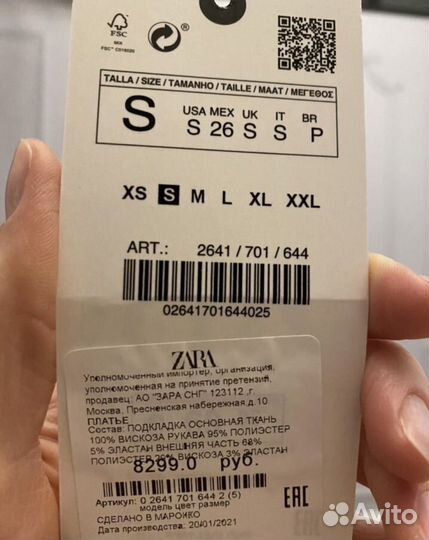 FSC
MIX
FSC™ C018020
®
TALLA / SIZE / TAMANHO / TAILLE / MAAT / ΜΕΓΕΘΟΣ
S
USA MEX UK IT BR
S 26 S S P
XS S M L XL XXL
ART.: 2641 / 701 / 644
02641701644025
ZARA
Уполномоченный импортер, организация,
уполномоченная на принятие претензий,
продавец: АО "ЗАРА СНГ" 123112 ,г.
Москва, Пресненская набережная,д.10
ПЛАТЬЕ
Состав: ПОДКЛАДКА ОСНОВНАЯ ТКАНЬ
100% ВИСКОЗА РУКАВА 95% ПОЛИЭСТЕР
5% ЭЛАСТАН ВНЕШНЯЯ ЧАСТЬ 68%
ПОЛИЭСТЕР ВИСКОЗА 3% ЭЛАСТАН
8299.0 руб.
Артикул: 0 2641 701 644 2 (5)
модель цвет размер
СДЕЛАНО В МАРОККО
Дата производства: 20/01/2021
EAC
Avito